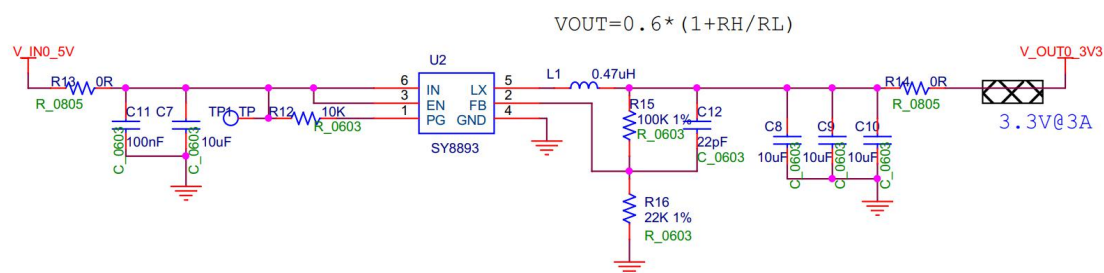 VOUT=0.6*(1+RH/RL)
V_IN0_5V
V_OUT0_3V3
U2
R13 0R
R_0805
C11
100nF
C_0603
C7
10uF
C_0603
TP1 TP
R12 10K
R_0603
6 IN LX 5
3 EN FB 2
1 PG GND 4
SY8893
L1 0.47uH
R15
100K 1%
R_0603
C12
22pF
C_0603
R16
22K 1%
R_0603
C8
10uF
C_0603
C9
10uF
C_0603
C10
10uF
C_0603
R14 0R
R_0805
3.3V@3A